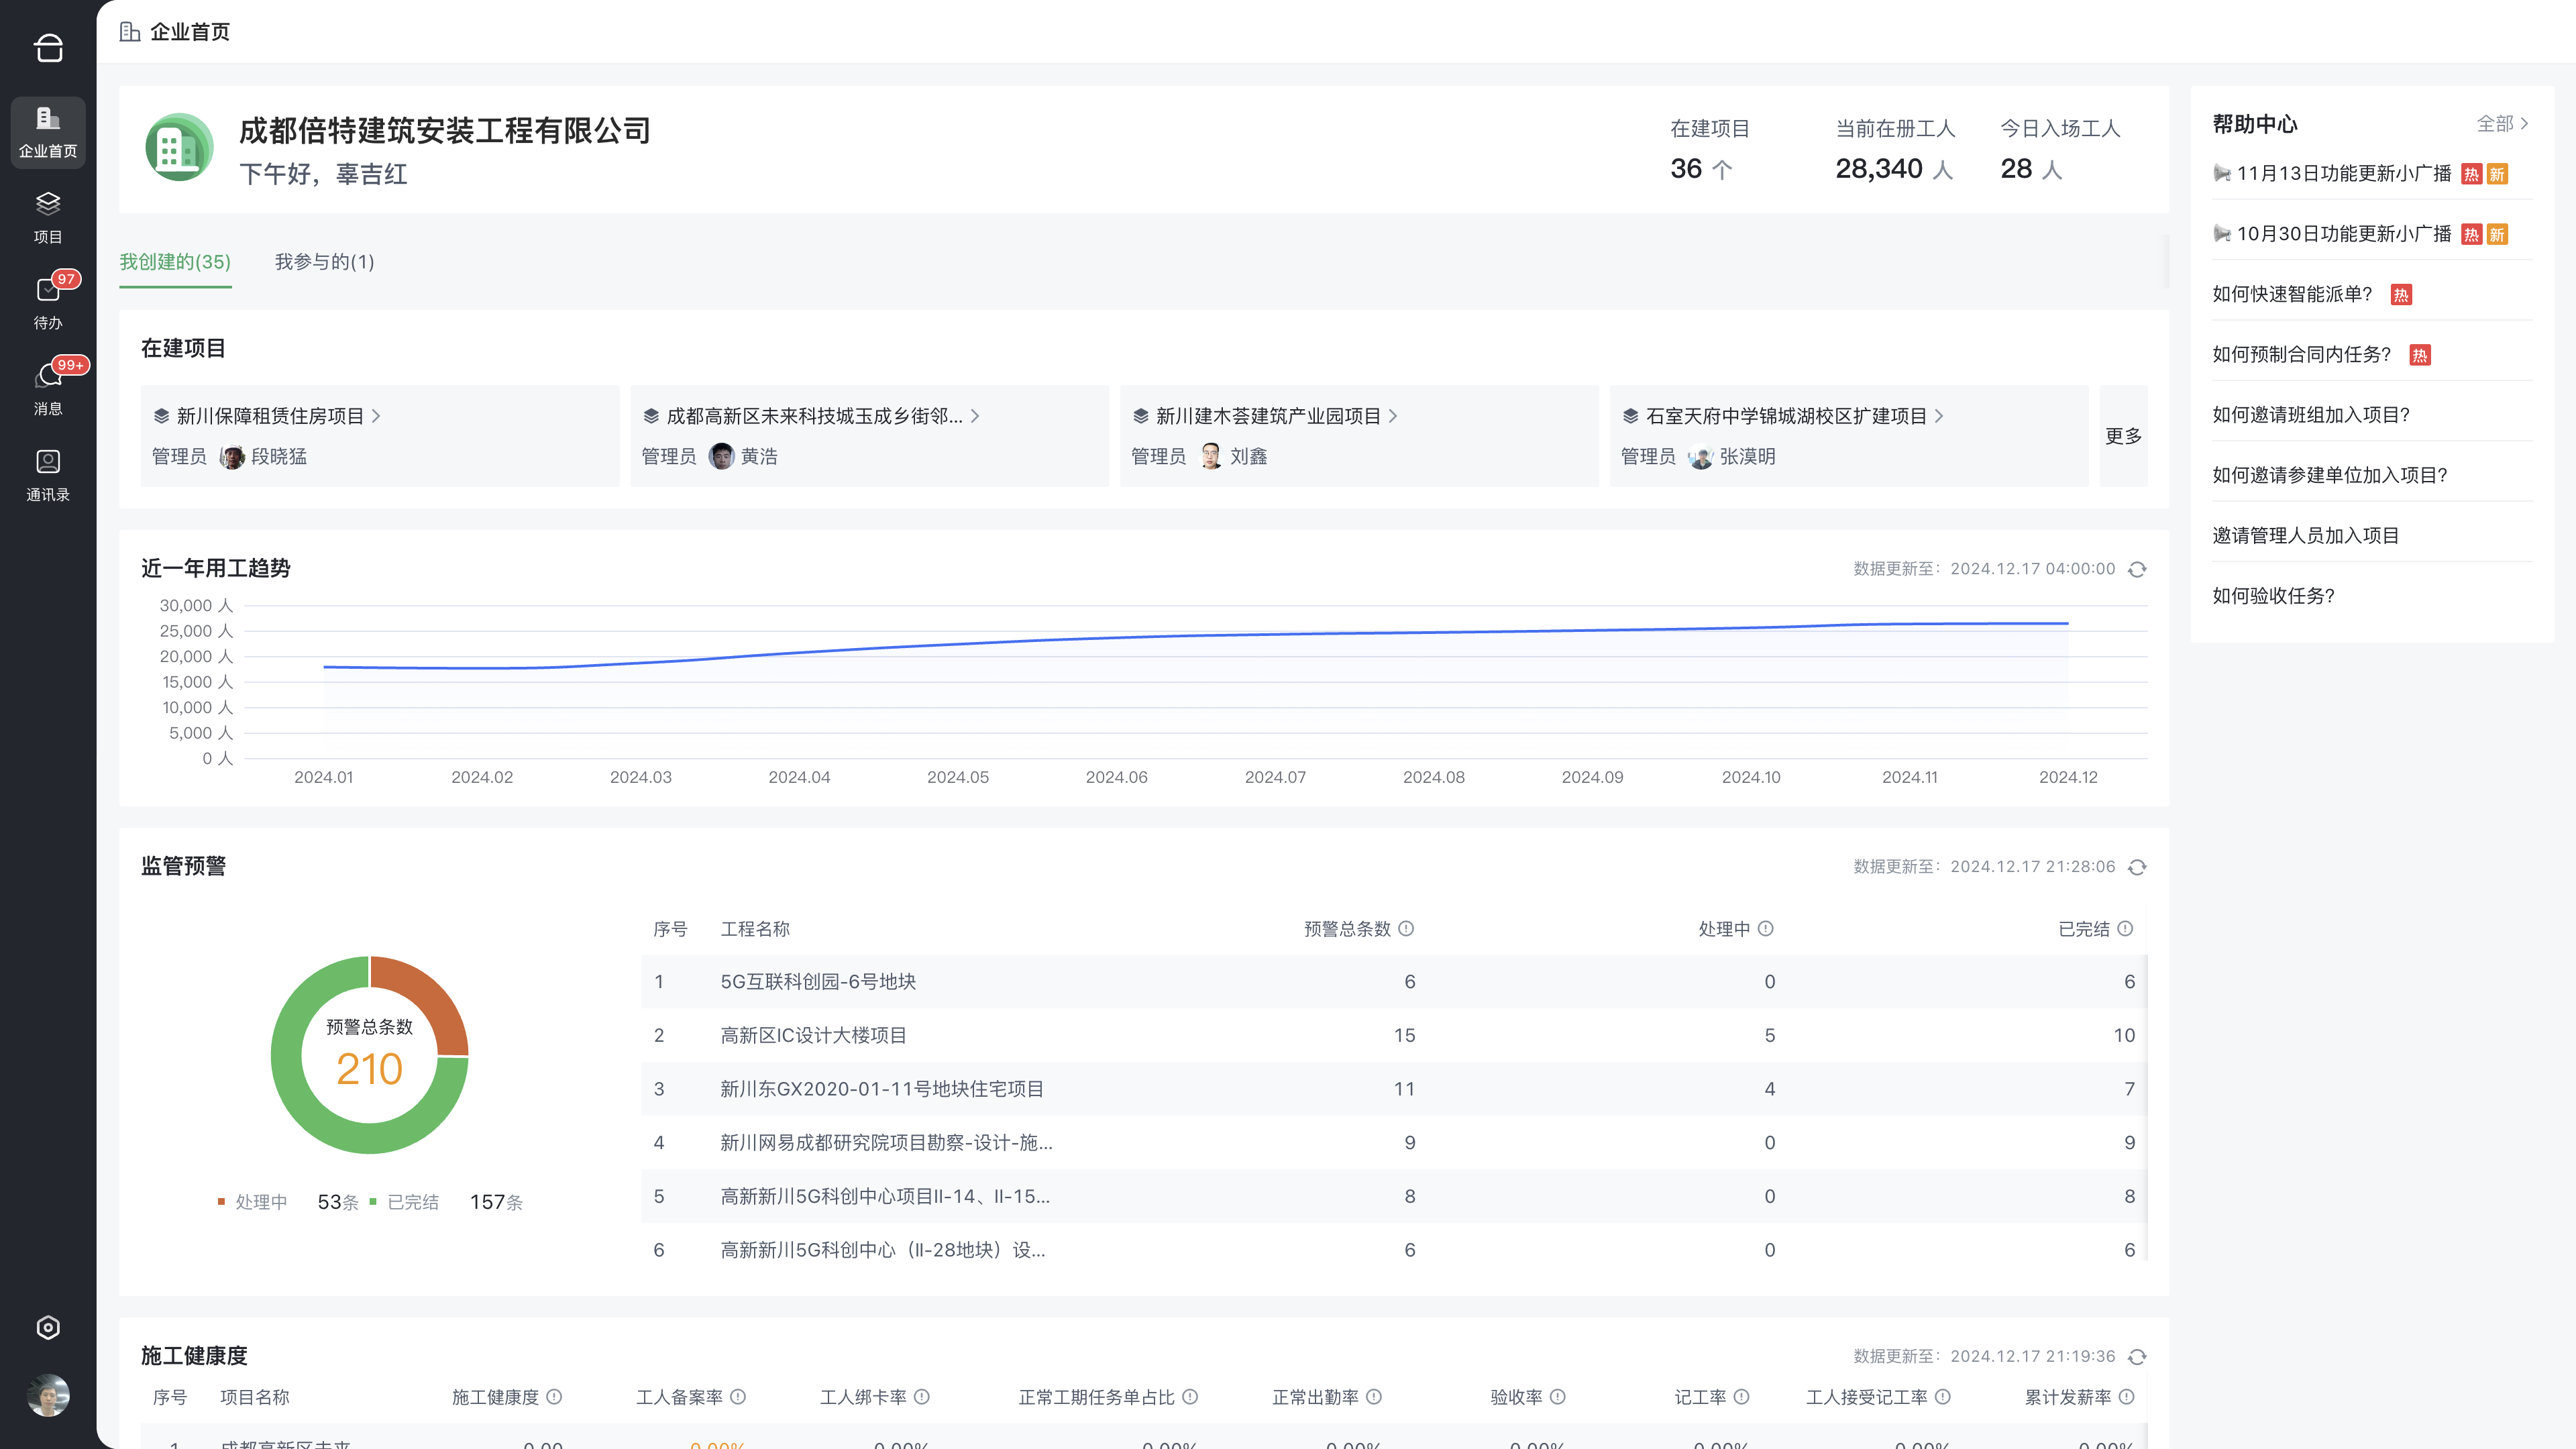 企业首页
企业首页
项目
97
待办
99+
消息
通讯录
成都倍特建筑安装工程有限公司
下午好，辜吉红
在建项目
36 个
当前在册工人
28,340 人
今日入场工人
28 人
我创建的(35)
我参与的(1)
在建项目
新川保障租赁住房项目
管理员 段晓猛
成都高新区未来科技城玉成乡街邻...
管理员 黄浩
新川建木荟建筑产业园项目
管理员 刘鑫
石室天府中学锦城湖校区扩建项目
管理员 张漠明
更多
近一年用工趋势
数据更新至：2024.12.17 04:00:00
30,000 人
25,000 人
20,000 人
15,000 人
10,000 人
5,000 人
0 人
2024.01 2024.02 2024.03 2024.04 2024.05 2024.06 2024.07 2024.08 2024.09 2024.10 2024.11 2024.12
监管预警
数据更新至：2024.12.17 21:28:06
预警总条数
210
处理中 53条 已完结 157条
序号 工程名称 预警总条数 处理中 已完结
1 5G互联科创园-6号地块 6 0 6
2 高新区IC设计大楼项目 15 5 10
3 新川东GX2020-01-11号地块住宅项目 11 4 7
4 新川网易成都研究院项目勘察-设计-施... 9 0 9
5 高新新川5G科创中心项目II-14、II-15... 8 0 8
6 高新新川5G科创中心（II-28地块）设... 6 0 6
施工健康度
数据更新至：2024.12.17 21:19:36
序号 项目名称 施工健康度 工人备案率 工人绑卡率 正常工期任务单占比 正常出勤率 验收率 记工率 工人接受记工率 累计发薪率
1 成都高新区未来 0.00 0.00% 0.00% 0.00% 0.00% 0.00% 0.00% 0.00% 0.00%
帮助中心
全部
11月13日功能更新小广播 热 新
10月30日功能更新小广播 热 新
如何快速智能派单？ 热
如何预制合同内任务？ 热
如何邀请班组加入项目？
如何邀请参建单位加入项目？
邀请管理人员加入项目
如何验收任务？